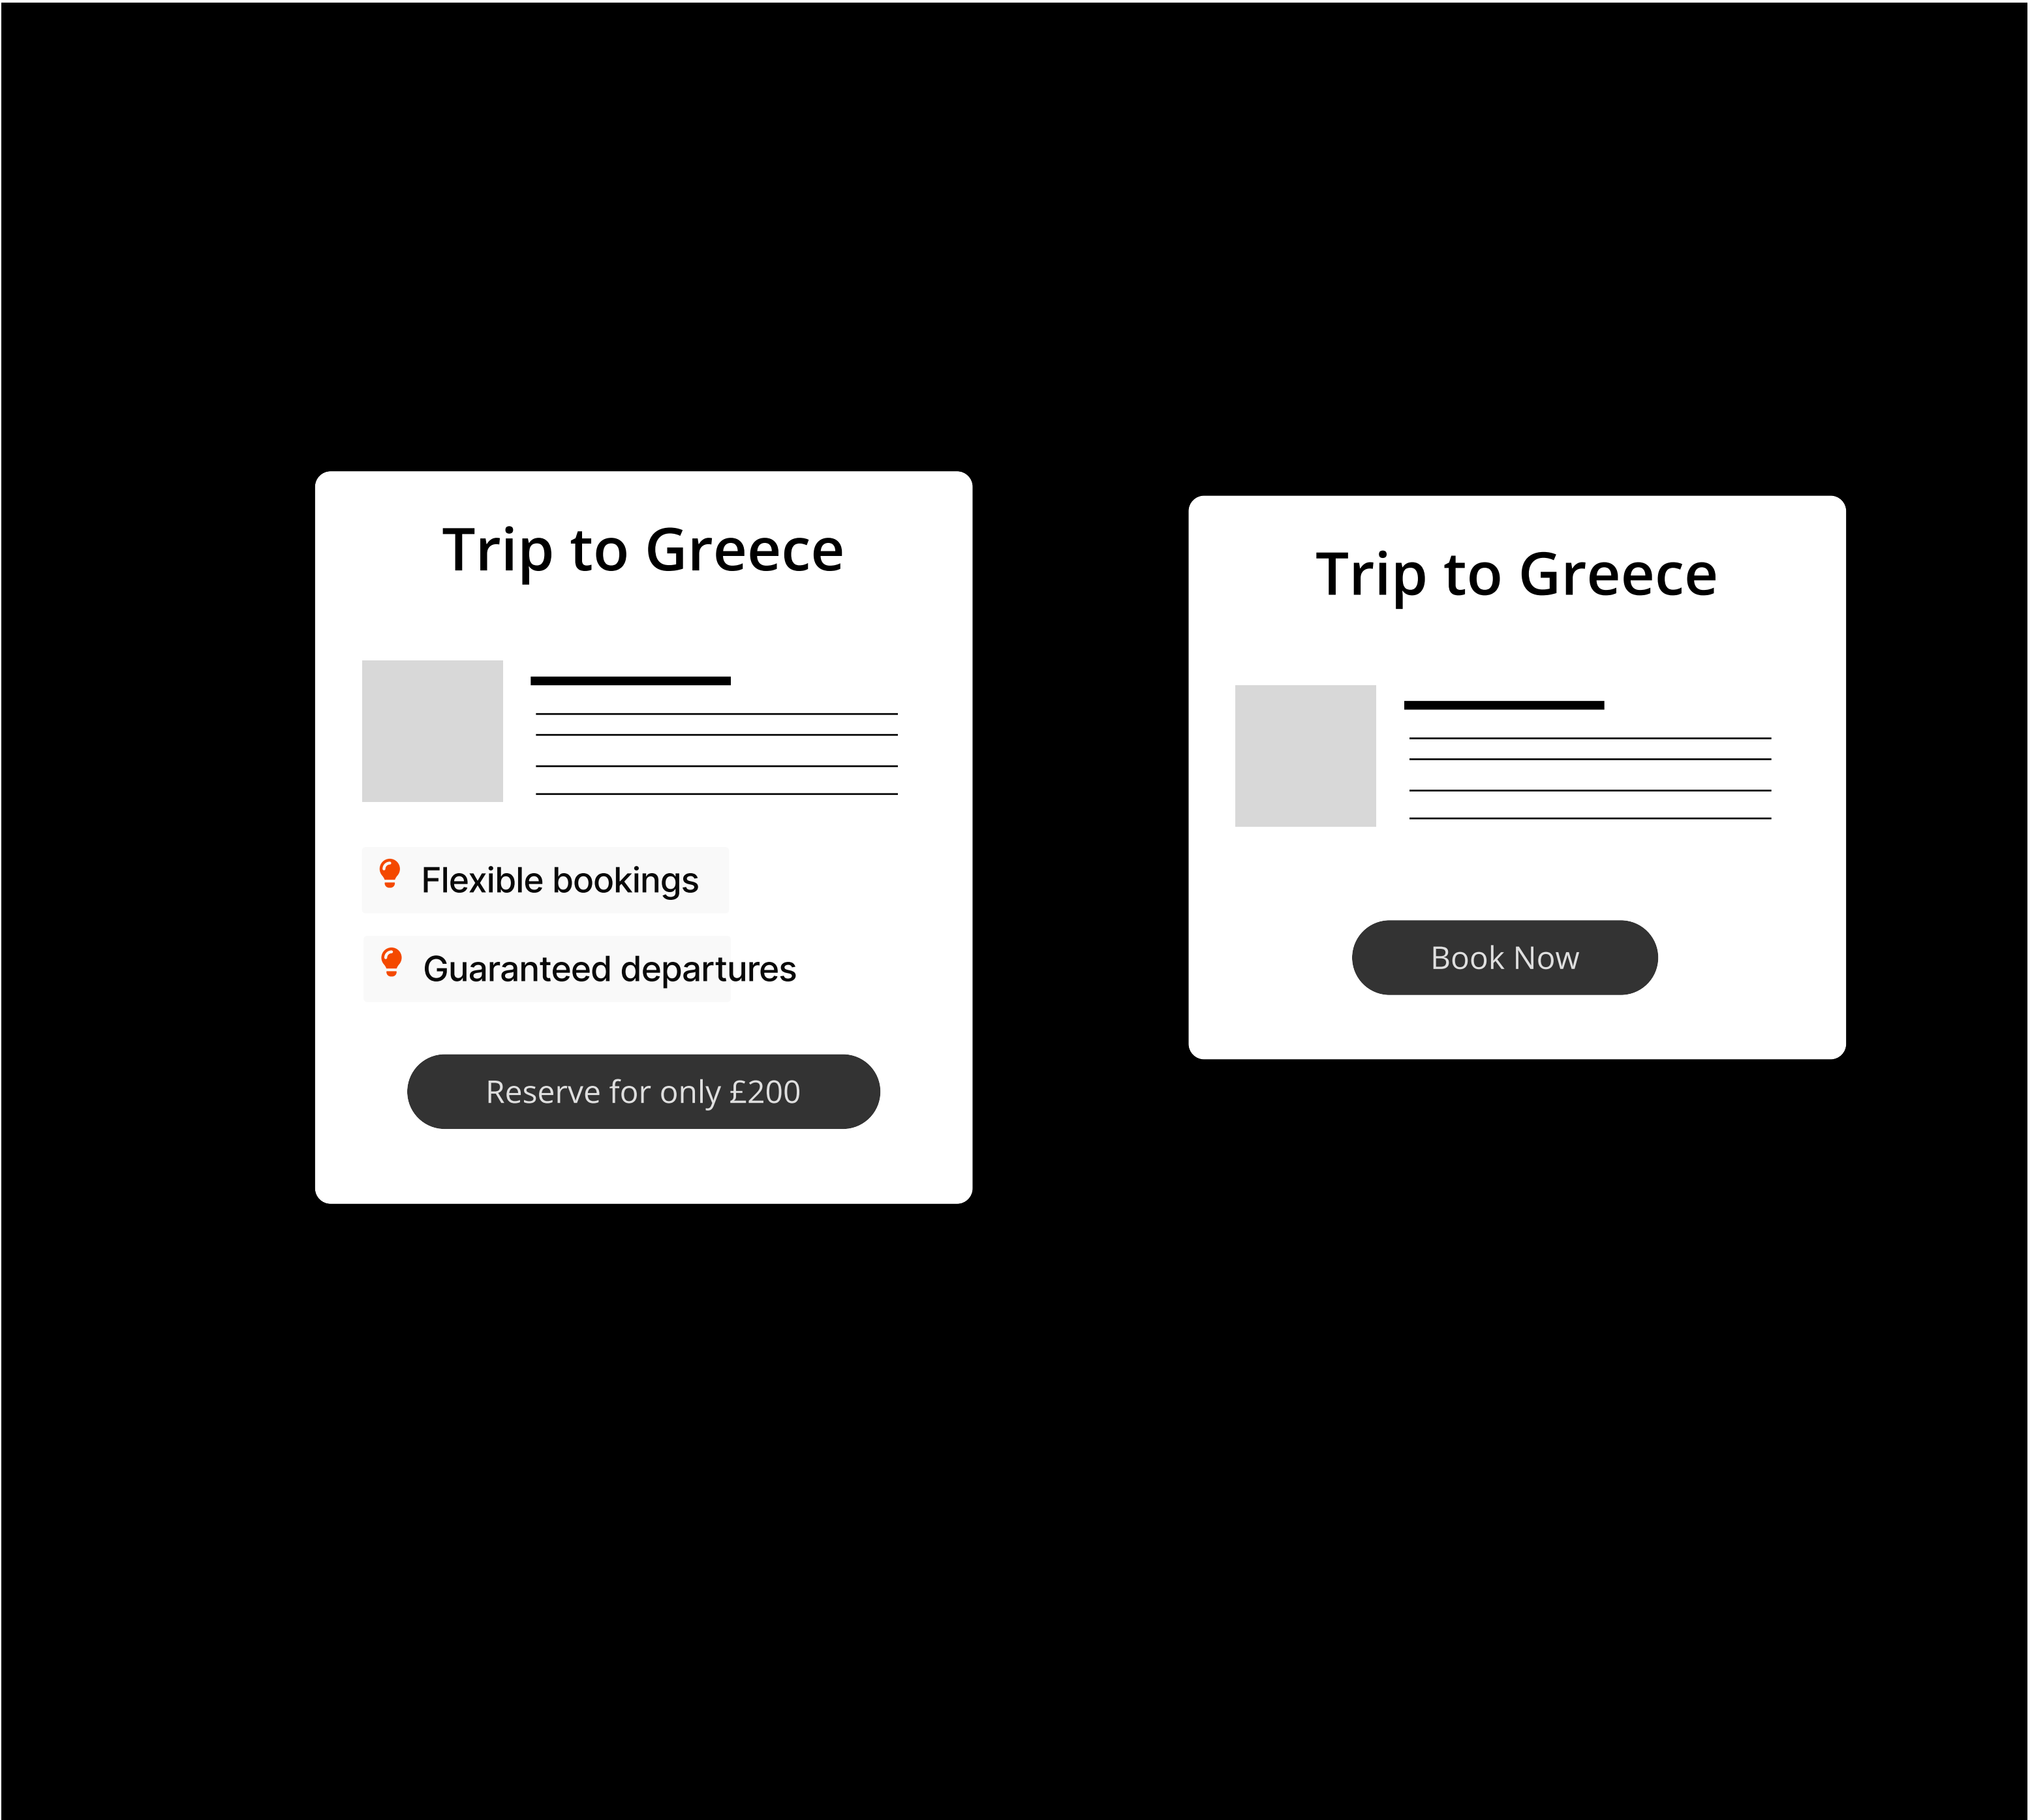 Trip to Greece
Flexible bookings
Guaranteed departures
Reserve for only £200
Trip to Greece
Book Now